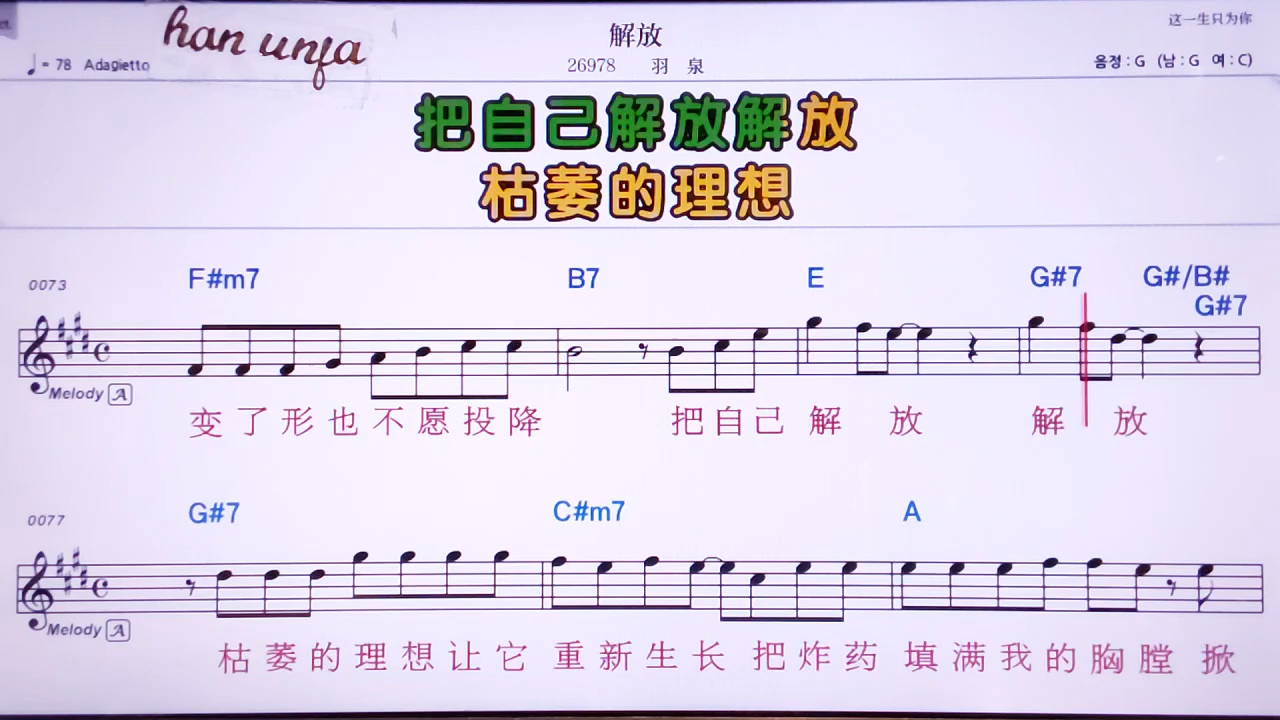 han unfa
解放
这一生只为你
♩= 78 Adagietto
26978 羽 泉
음정 : G (남 : G 여 : C)
把自己解放解放
枯萎的理想
0073
F#m7 B7 E G#7 G#/B#
G#7
Melody A
变了形也不愿投降 把自己解 放 解 放
0077
G#7 C#m7 A
Melody A
枯萎的理想让它 重新生长 把炸药 填满我的胸膛 掀